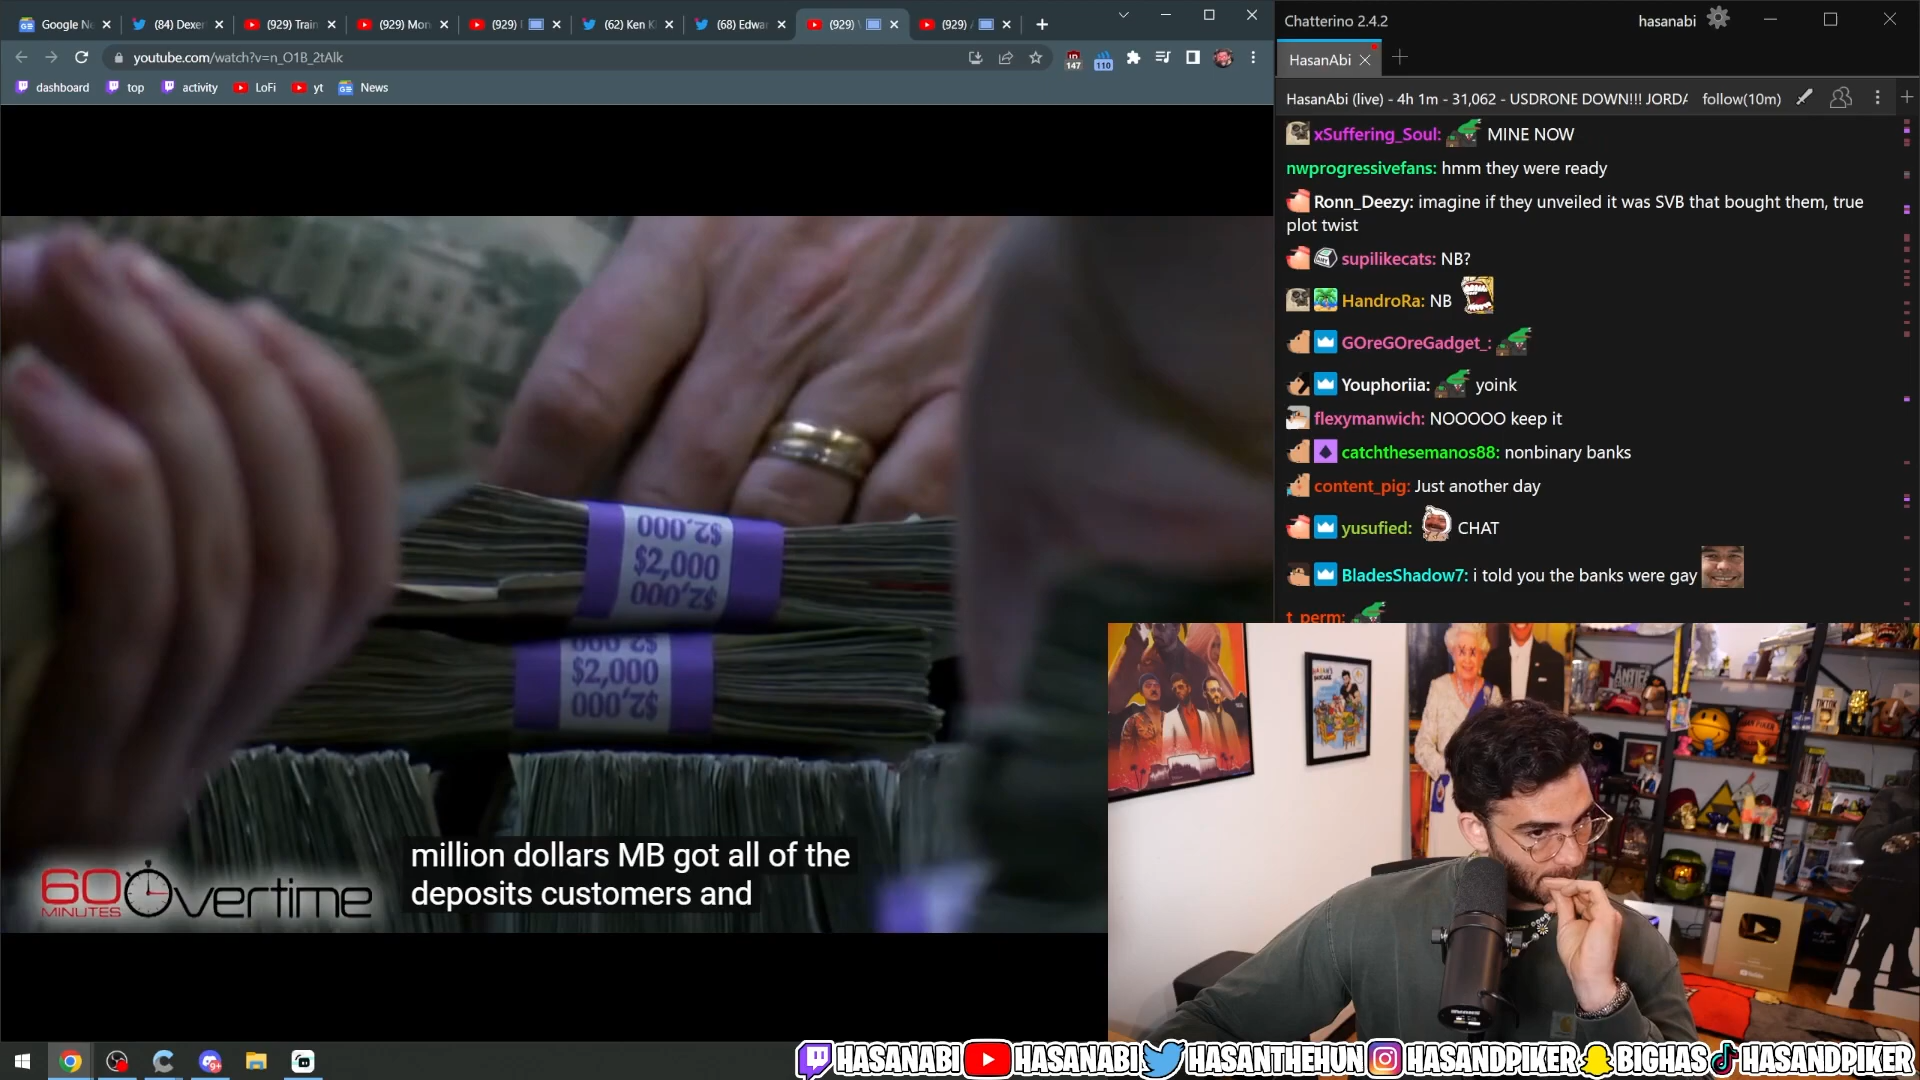 Google Ne
(84) Dexer
(929) Train
(929) Mon
(929)
(62) Ken K
(68) Edwar
(929)
(929)
youtube.com/watch?v=n_O1B_2tAlk
147
110
dashboard
top
activity
LoFi
yt
News
$2,000
$2,000
$2,000
$2,000
$2,000
$2,000
60 Overtime
MINUTES
million dollars MB got all of the
deposits customers and
Chatterino 2.4.2
hasanabi
HasanAbi
HasanAbi (live) - 4h 1m - 31,062 - USDRONE DOWN!!! JORDA
follow(10m)
xSuffering_Soul: MINE NOW
nwprogressivefans: hmm they were ready
Ronn_Deezy: imagine if they unveiled it was SVB that bought them, true
plot twist
supilikecats: NB?
HandroRa: NB
GOreGOreGadget_:
Youphoriia: yoink
flexymanwich: NOOOOO keep it
catchthesemanos88: nonbinary banks
content_pig: Just another day
yusufied: CHAT
BladesShadow7: i told you the banks were gay
t_perm:
HASANABI
HASANABI
HASANTHEHUN
HASANDPIKER
BIGHAS
HASANDPIKER